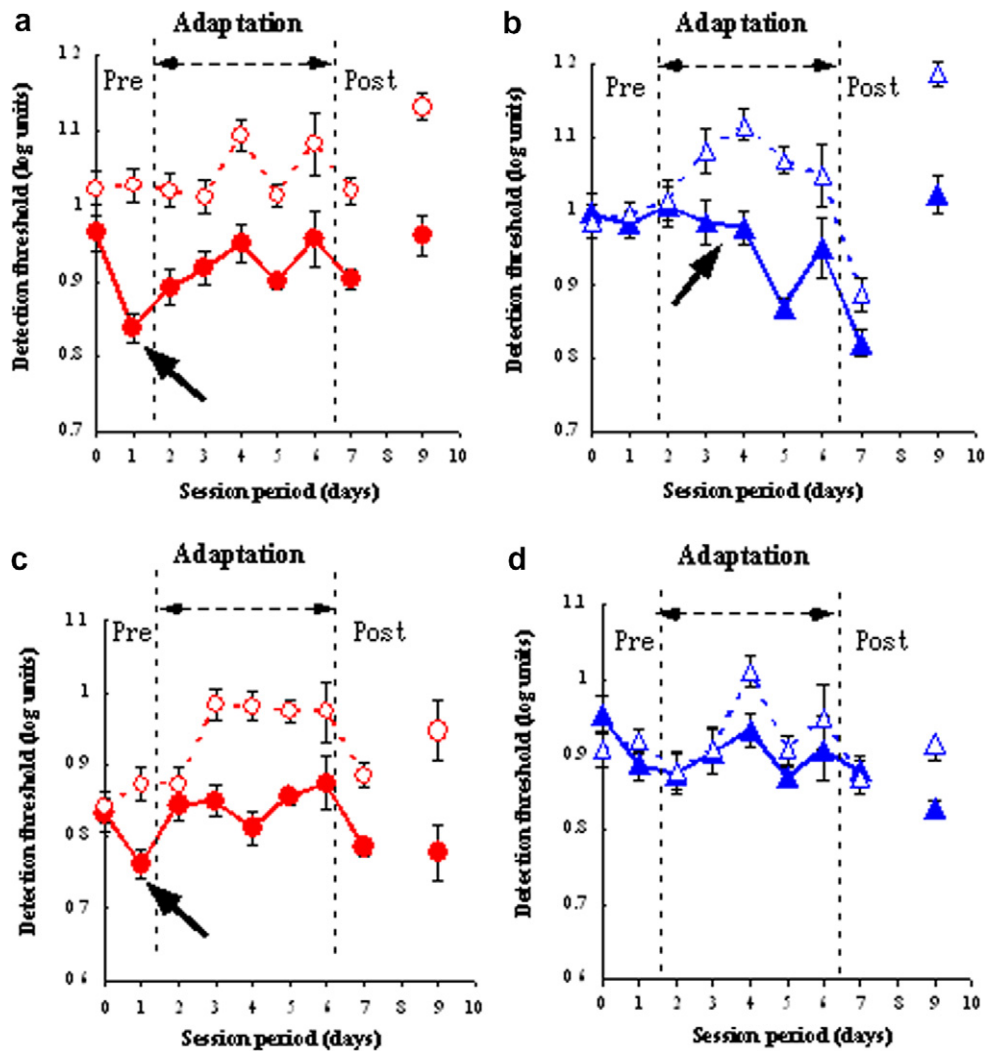 a
Adaptation
Pre
Post
Detection threshold (log units)
1.2
1.1
1
0.9
0.8
0.7
0 1 2 3 4 5 6 7 8 9 10
Session period (days)
b
Adaptation
Pre
Post
Detection threshold (log units)
1.2
1.1
1
0.9
0.8
0.7
0 1 2 3 4 5 6 7 8 9 10
Session period (days)
c
Adaptation
Pre
Post
Detection threshold (log units)
1.1
1
0.9
0.8
0.7
0.6
0 1 2 3 4 5 6 7 8 9 10
Session period (days)
d
Adaptation
Pre
Post
Detection threshold (log units)
1.1
1
0.9
0.8
0.7
0.6
0 1 2 3 4 5 6 7 8 9 10
Session period (days)